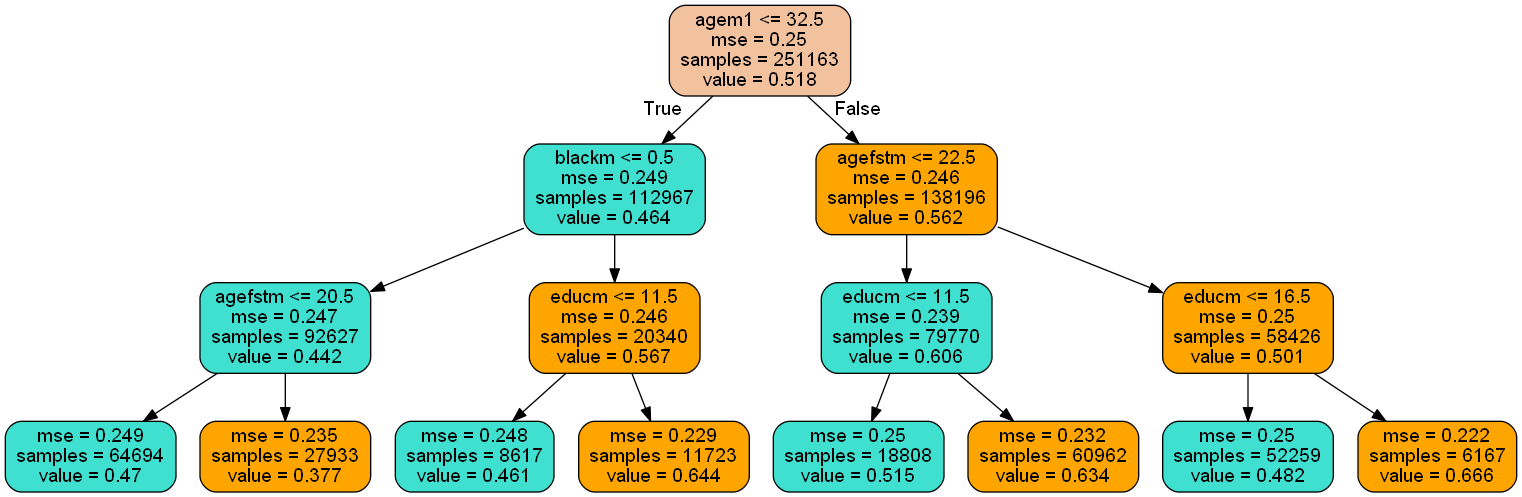 agem1 <= 32.5
mse = 0.25
samples = 251163
value = 0.518
True
False
blackm <= 0.5
mse = 0.249
samples = 112967
value = 0.464
agefstm <= 22.5
mse = 0.246
samples = 138196
value = 0.562
agefstm <= 20.5
mse = 0.247
samples = 92627
value = 0.442
educm <= 11.5
mse = 0.246
samples = 20340
value = 0.567
educm <= 11.5
mse = 0.239
samples = 79770
value = 0.606
educm <= 16.5
mse = 0.25
samples = 58426
value = 0.501
mse = 0.249
samples = 64694
value = 0.47
mse = 0.235
samples = 27933
value = 0.377
mse = 0.248
samples = 8617
value = 0.461
mse = 0.229
samples = 11723
value = 0.644
mse = 0.25
samples = 18808
value = 0.515
mse = 0.232
samples = 60962
value = 0.634
mse = 0.25
samples = 52259
value = 0.482
mse = 0.222
samples = 6167
value = 0.666